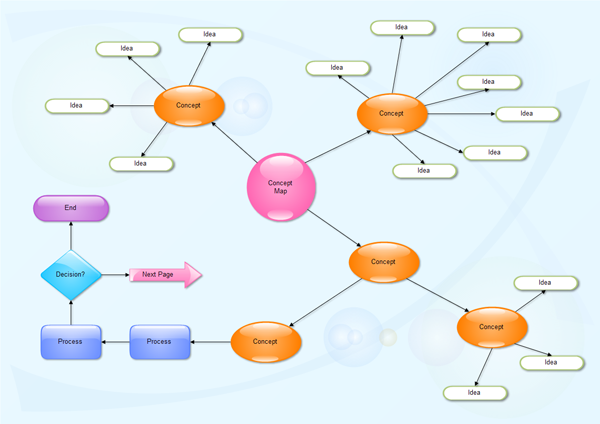 Idea
Idea
Idea
Idea
Concept
Idea
Idea
Idea
Idea
Idea
Idea
Idea
Concept
Concept
Map
End
Decision?
Next Page
Process
Process
Concept
Concept
Concept
Idea
Idea
Idea